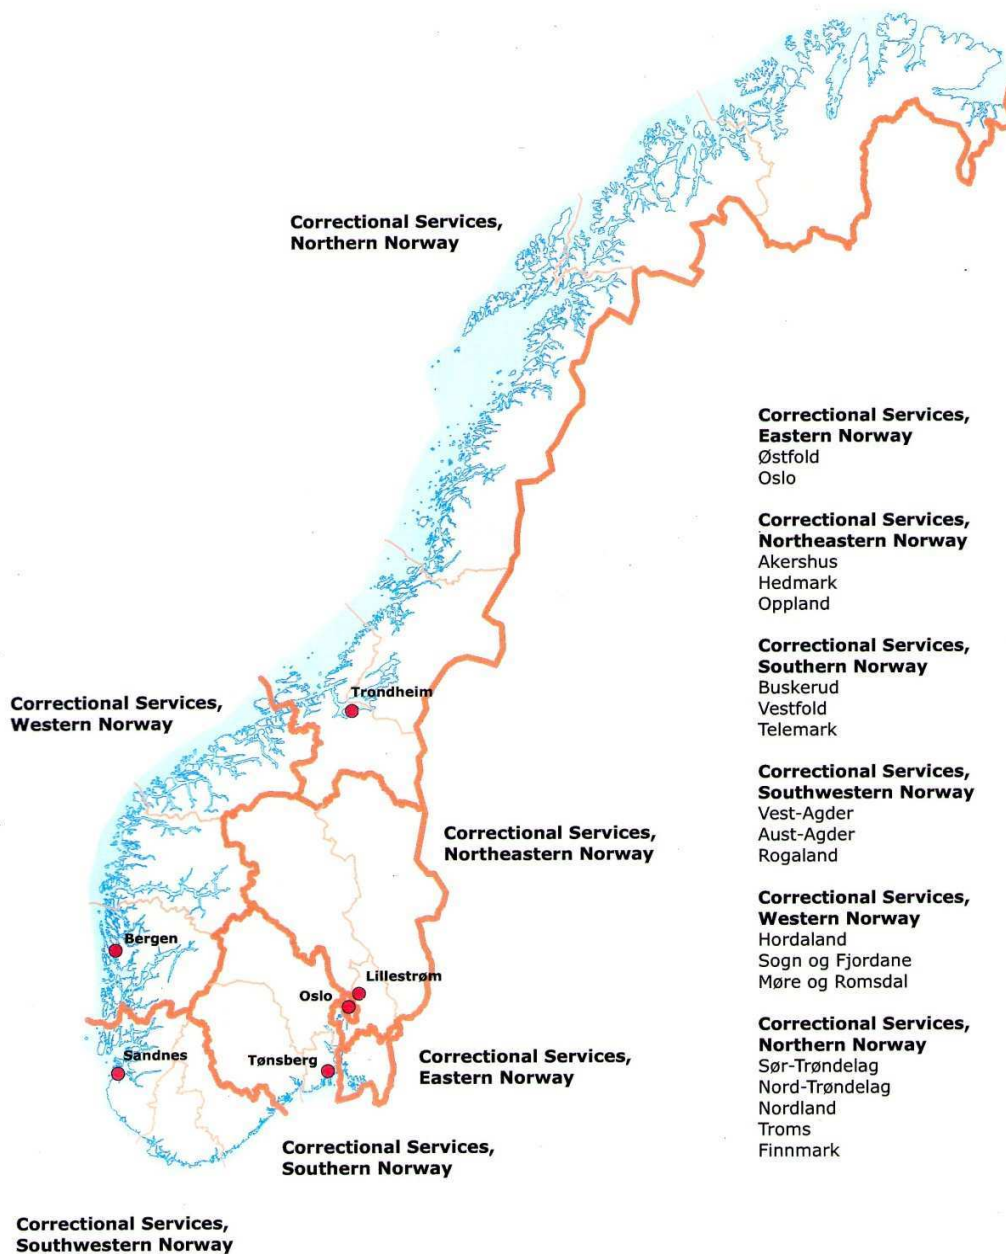 Correctional Services,
Northern Norway
Correctional Services,
Eastern Norway
Østfold
Oslo
Correctional Services,
Northeastern Norway
Akershus
Hedmark
Oppland
Correctional Services,
Southern Norway
Buskerud
Vestfold
Telemark
Correctional Services,
Southwestern Norway
Vest-Agder
Aust-Agder
Rogaland
Correctional Services,
Western Norway
Hordaland
Sogn og Fjordane
Møre og Romsdal
Correctional Services,
Northern Norway
Sør-Trøndelag
Nord-Trøndelag
Nordland
Troms
Finnmark
Trondheim
Correctional Services,
Western Norway
Correctional Services,
Northeastern Norway
Bergen
Lillestrøm
Oslo
Sandnes
Tønsberg
Correctional Services,
Eastern Norway
Correctional Services,
Southern Norway
Correctional Services,
Southwestern Norway